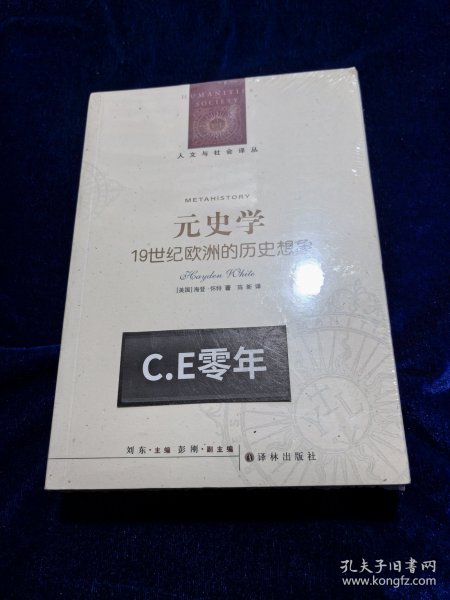 HUMANITIES
SOCIETY
人文与社会译丛
METAHISTORY
元史学
19世纪欧洲的历史想象
Hayden White
[美国]海登·怀特 著 陈新 译
C.E零年
刘东·主编 彭刚·副主编
译林出版社
孔夫子旧书网
www.kongfz.com